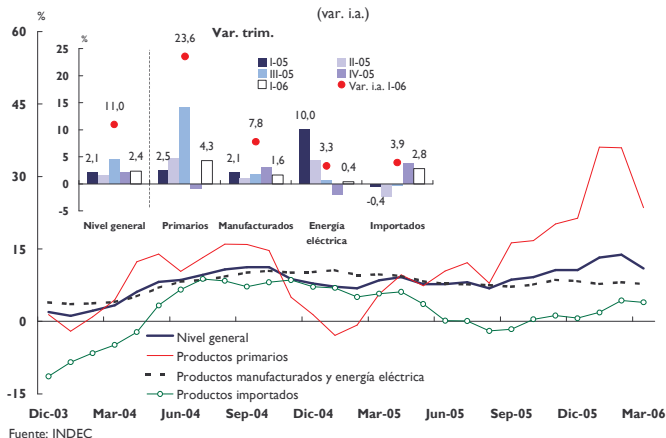 (var. i.a.)
%
60
45
30
15
0
-15
Var. trim.
%
25
20
15
10
5
0
-5
I-05
II-05
III-05
IV-05
I-06
Var. i.a. I-06
2,1
11,0
2,4
2,5
23,6
4,3
2,1
7,8
1,6
10,0
3,3
0,4
-0,4
3,9
2,8
Nivel general
Primarios
Manufacturados
Energía
eléctrica
Importados
Nivel general
Productos primarios
Productos manufacturados y energía eléctrica
Productos importados
Dic-03
Mar-04
Jun-04
Sep-04
Dic-04
Mar-05
Jun-05
Sep-05
Dic-05
Mar-06
Fuente: INDEC